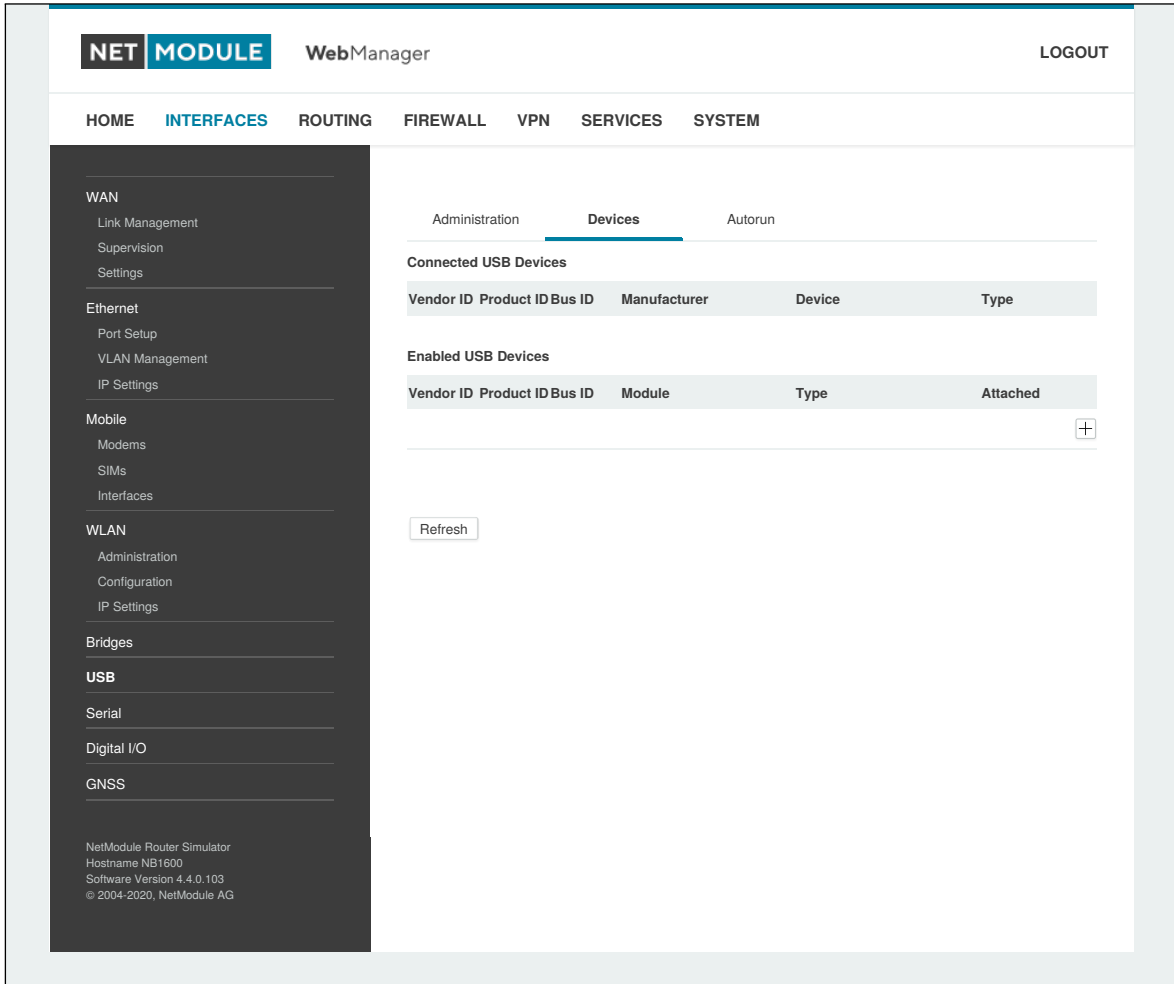 NET MODULE WebManager LOGOUT
HOME INTERFACES ROUTING FIREWALL VPN SERVICES SYSTEM
WAN
Link Management
Supervision
Settings
Ethernet
Port Setup
VLAN Management
IP Settings
Mobile
Modems
SIMs
Interfaces
WLAN
Administration
Configuration
IP Settings
Bridges
USB
Serial
Digital I/O
GNSS
NetModule Router Simulator
Hostname NB1600
Software Version 4.4.0.103
© 2004-2020, NetModule AG
Administration Devices Autorun
Connected USB Devices
Vendor ID Product ID Bus ID Manufacturer Device Type
Enabled USB Devices
Vendor ID Product ID Bus ID Module Type Attached
Refresh